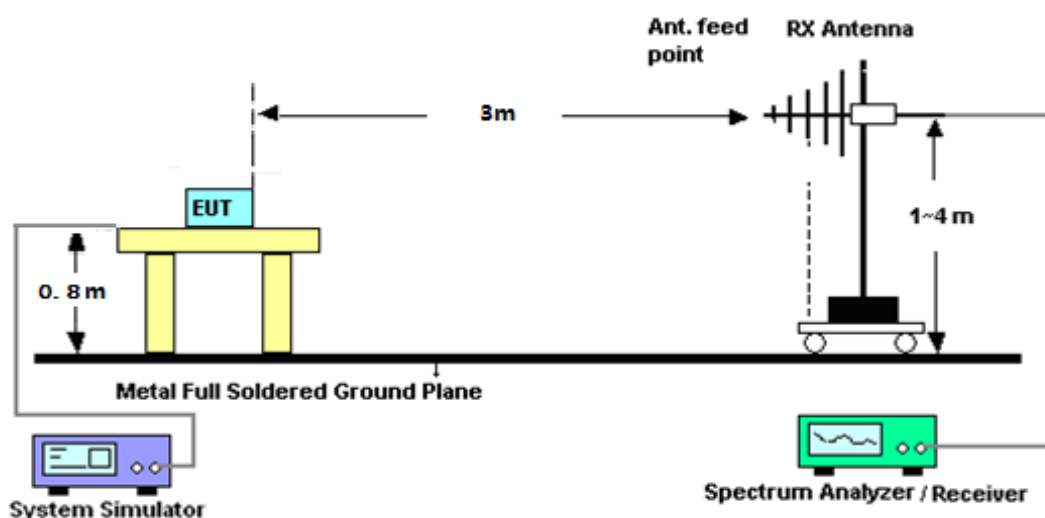 Ant. feed
point
RX Antenna
3m
EUT
1~4 m
0. 8 m
Metal Full Soldered Ground Plane
System Simulator
Spectrum Analyzer / Receiver